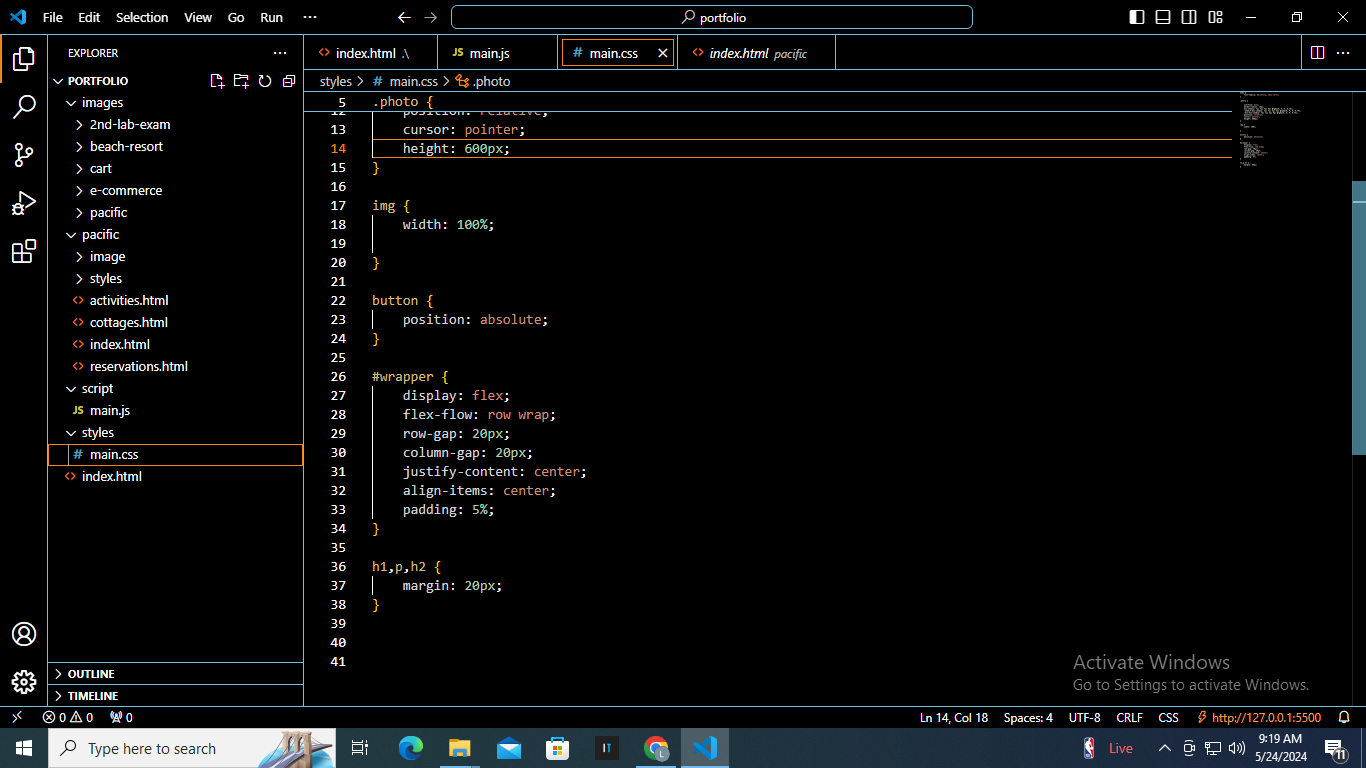 File Edit Selection View Go Run ··· portfolio
EXPLORER ···
index.html .\ JS main.js # main.css index.html pacific
PORTFOLIO
styles > # main.css > .photo
images
2nd-lab-exam
beach-resort
cart
e-commerce
pacific
pacific
image
styles
activities.html
cottages.html
index.html
reservations.html
script
JS main.js
styles
# main.css
index.html
OUTLINE
TIMELINE
5 .photo {
12 position: relative;
13 cursor: pointer;
14 height: 600px;
15 }
16
17 img {
18 width: 100%;
19
20 }
21
22 button {
23 position: absolute;
24 }
25
26 #wrapper {
27 display: flex;
28 flex-flow: row wrap;
29 row-gap: 20px;
30 column-gap: 20px;
31 justify-content: center;
32 align-items: center;
33 padding: 5%;
34 }
35
36 h1,p,h2 {
37 margin: 20px;
38 }
39
40
41
Activate Windows
Go to Settings to activate Windows.
0 0 0 Ln 14, Col 18 Spaces: 4 UTF-8 CRLF CSS http://127.0.0.1:5500
Type here to search
IT
L
Live
9:19 AM
5/24/2024
11